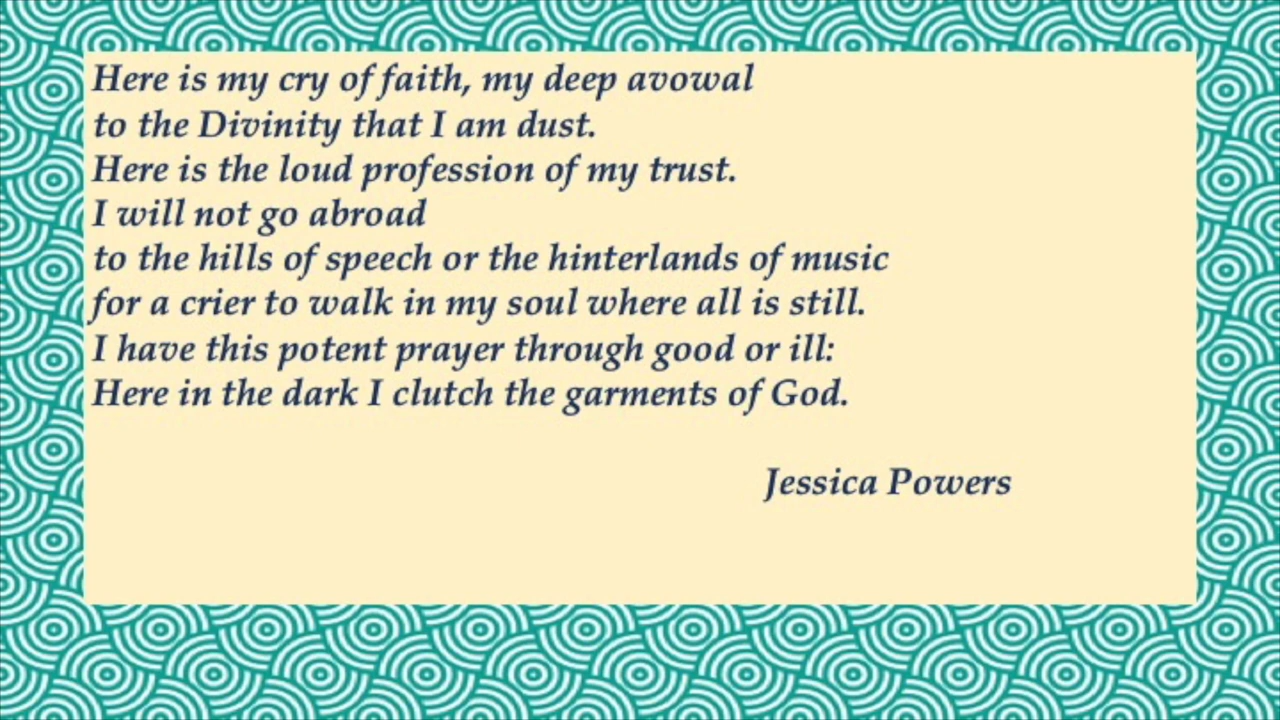 Here is my cry of faith, my deep avowal
to the Divinity that I am dust.
Here is the loud profession of my trust.
I will not go abroad
to the hills of speech or the hinterlands of music
for a crier to walk in my soul where all is still.
I have this potent prayer through good or ill:
Here in the dark I clutch the garments of God.
Jessica Powers